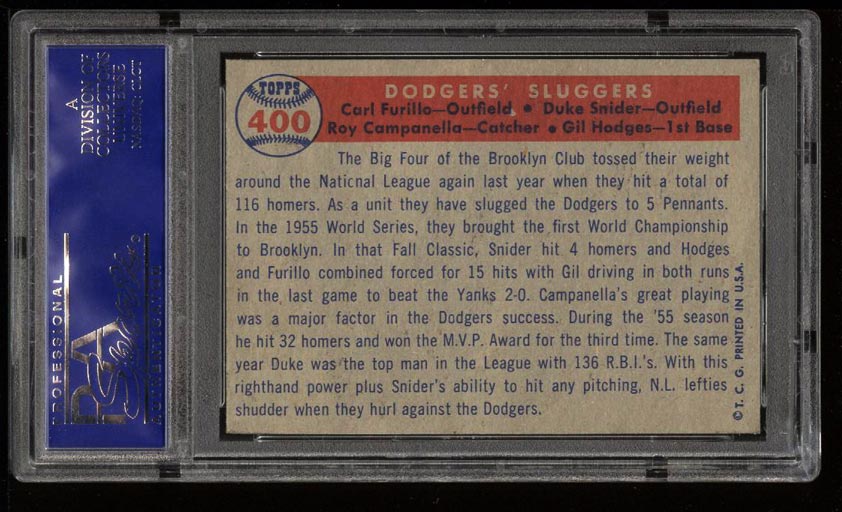 A
DIVISION OF
COLLECTORS
UNIVERSE
NASDAQ: CLCT
PROFESSIONAL
PSA
AUTHENTICATOR
DODGERS' SLUGGERS
TOPPS
400
Carl Furillo—Outfield • Duke Snider—Outfield
Roy Campanella—Catcher • Gil Hodges—1st Base
The Big Four of the Brooklyn Club tossed their weight
around the National League again last year when they hit a total of
116 homers. As a unit they have slugged the Dodgers to 5 Pennants.
In the 1955 World Series, they brought the first World Championship
to Brooklyn. In that Fall Classic, Snider hit 4 homers and Hodges
and Furillo combined forced for 15 hits with Gil driving in both runs
in the last game to beat the Yanks 2-0. Campanella's great playing
was a major factor in the Dodgers success. During the '55 season
he hit 32 homers and won the M.V.P. Award for the third time. The same
year Duke was the top man in the League with 136 R.B.I.'s. With this
righthand power plus Snider's ability to hit any pitching, N.L. lefties
shudder when they hurl against the Dodgers.
© T. C. G. PRINTED IN U.S.A.